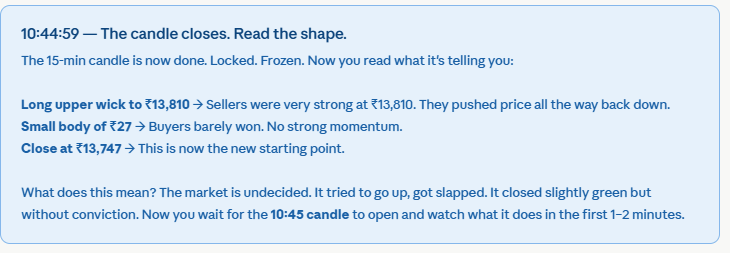 10:44:59 — The candle closes. Read the shape.
The 15-min candle is now done. Locked. Frozen. Now you read what it's telling you:
Long upper wick to ₹13,810 → Sellers were very strong at ₹13,810. They pushed price all the way back down.
Small body of ₹27 → Buyers barely won. No strong momentum.
Close at ₹13,747 → This is now the new starting point.
What does this mean? The market is undecided. It tried to go up, got slapped. It closed slightly green but
without conviction. Now you wait for the 10:45 candle to open and watch what it does in the first 1–2 minutes.